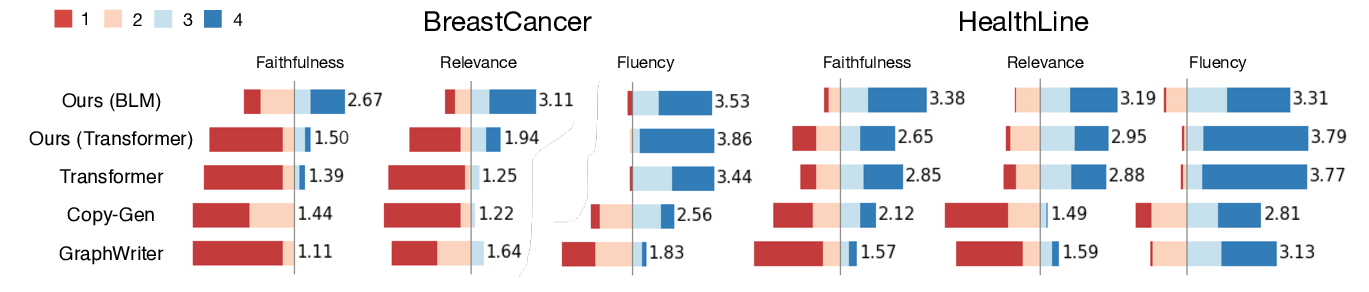 1 2 3 4
BreastCancer HealthLine
Faithfulness Relevance Fluency Faithfulness Relevance Fluency
Ours (BLM) 2.67 3.11 3.53 3.38 3.19 3.31
Ours (Transformer) 1.50 1.94 3.86 2.65 2.95 3.79
Transformer 1.39 1.25 3.44 2.85 2.88 3.77
Copy-Gen 1.44 1.22 2.56 2.12 1.49 2.81
GraphWriter 1.11 1.64 1.83 1.57 1.59 3.13